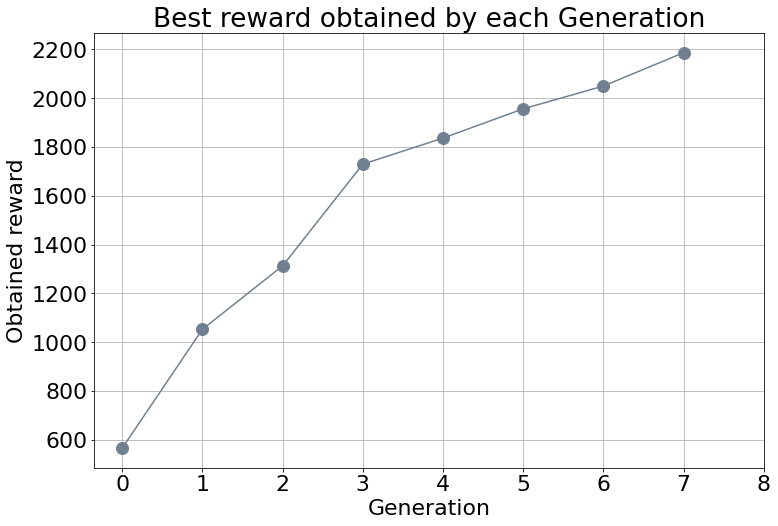 Best reward obtained by each Generation
2200
2000
1800
1600
1400
1200
1000
800
600
Obtained reward
0 1 2 3 4 5 6 7 8
Generation